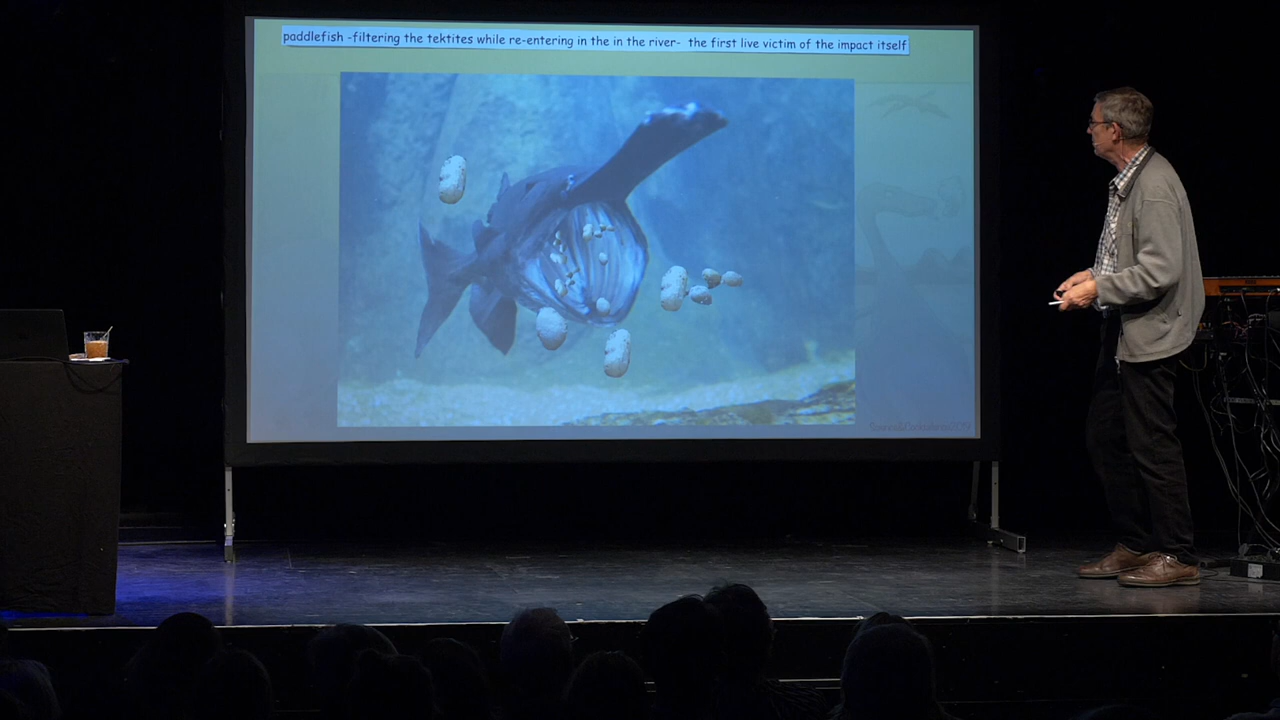 paddlefish -filtering the tektites while re-entering in the in the river- the first live victim of the impact itself